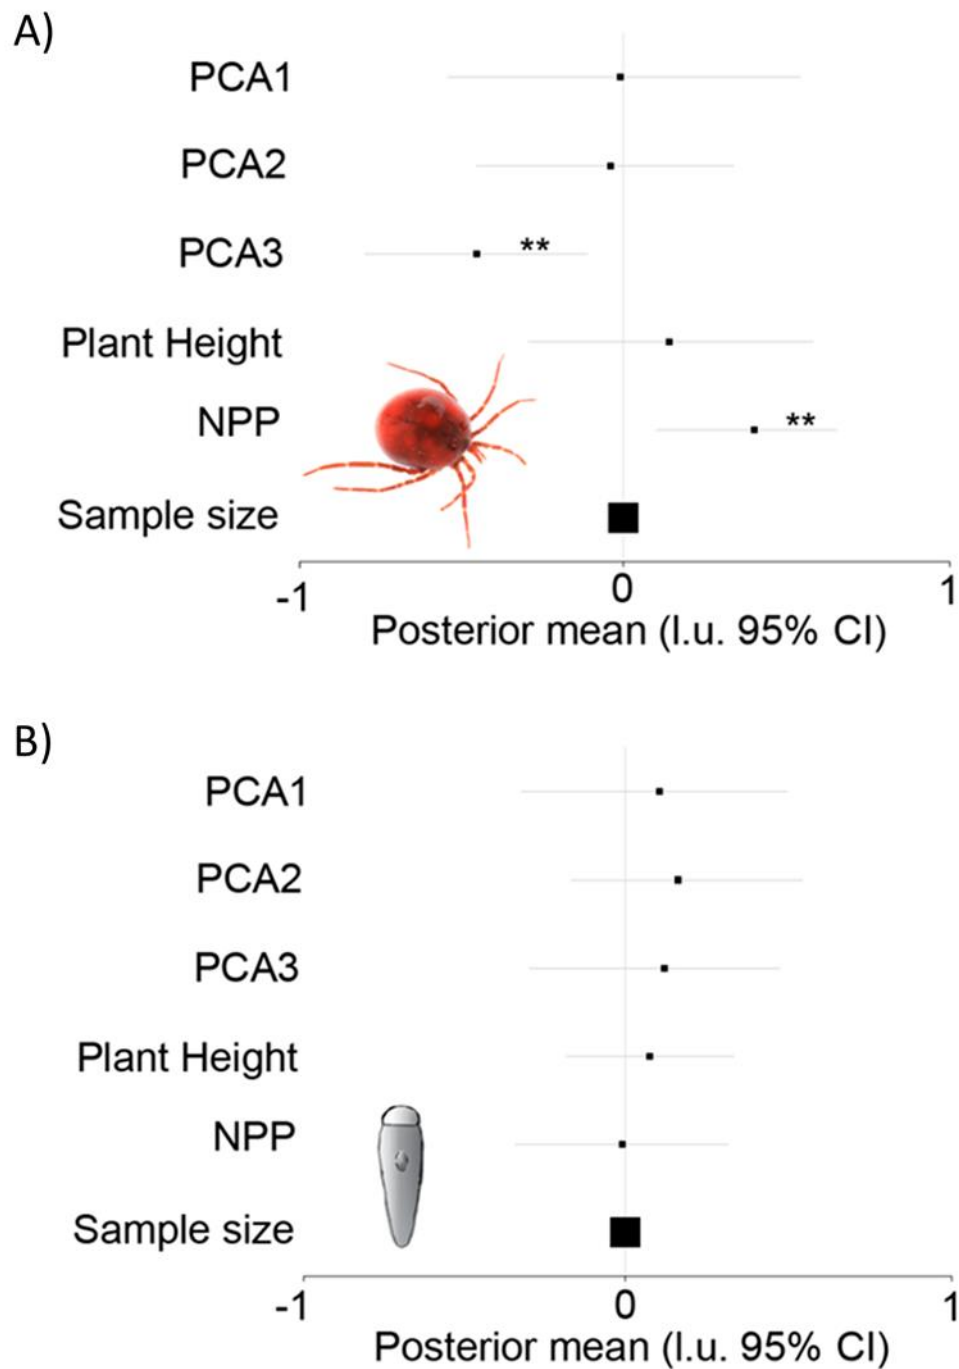 A)
PCA1
PCA2
PCA3 **
Plant Height
NPP **
Sample size
-1 0 1
Posterior mean (l.u. 95% CI)
B)
PCA1
PCA2
PCA3
Plant Height
NPP
Sample size
-1 0 1
Posterior mean (l.u. 95% CI)